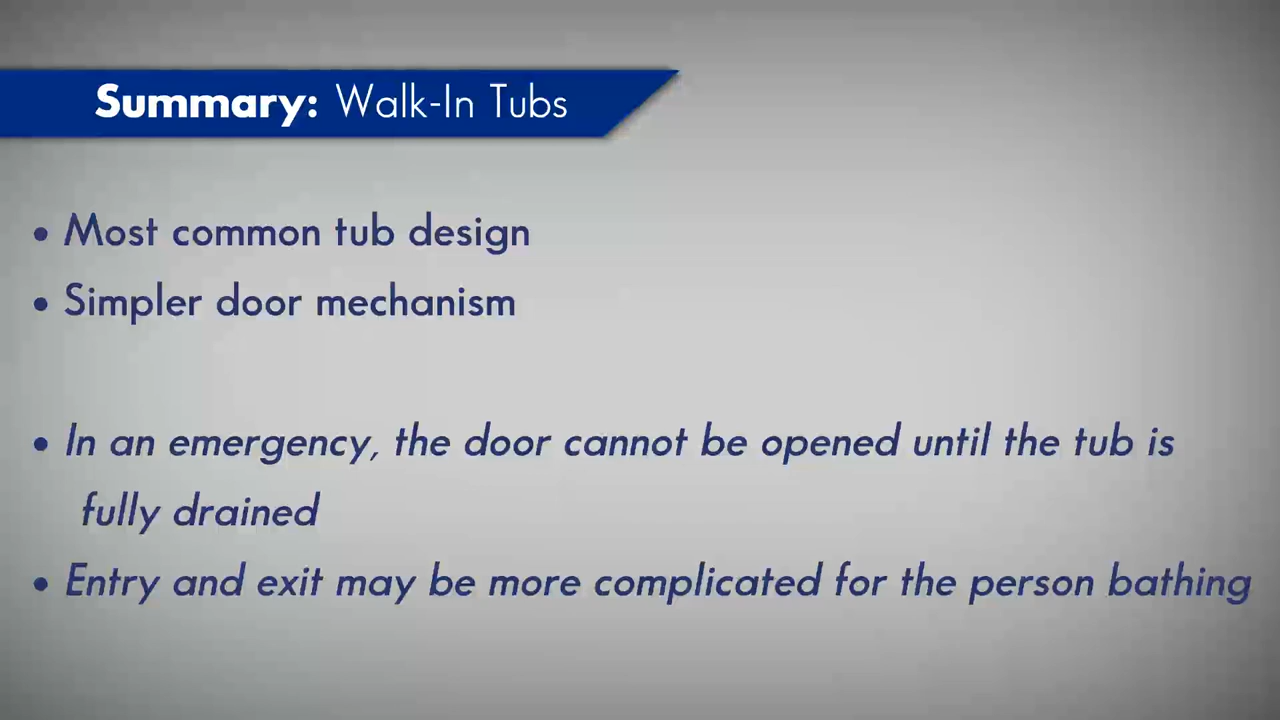 Summary: Walk-In Tubs
• Most common tub design
• Simpler door mechanism
• In an emergency, the door cannot be opened until the tub is
fully drained
• Entry and exit may be more complicated for the person bathing